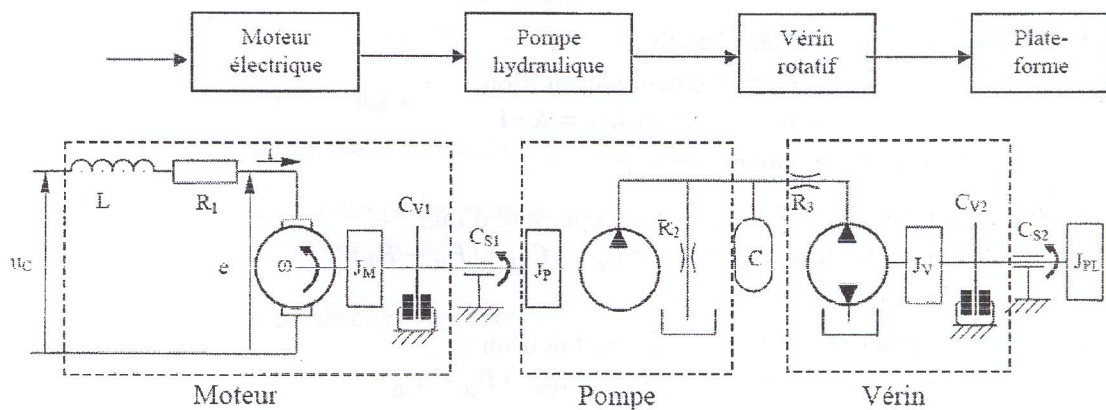 Moteur
électrique
Pompe
hydraulique
Vérin
rotatif
Plate-
forme
i
L
R1
CV1
CS1
R2
R3
CV2
CS2
uC
e
ω
JM
JP
C
JV
JPL
Moteur
Pompe
Vérin